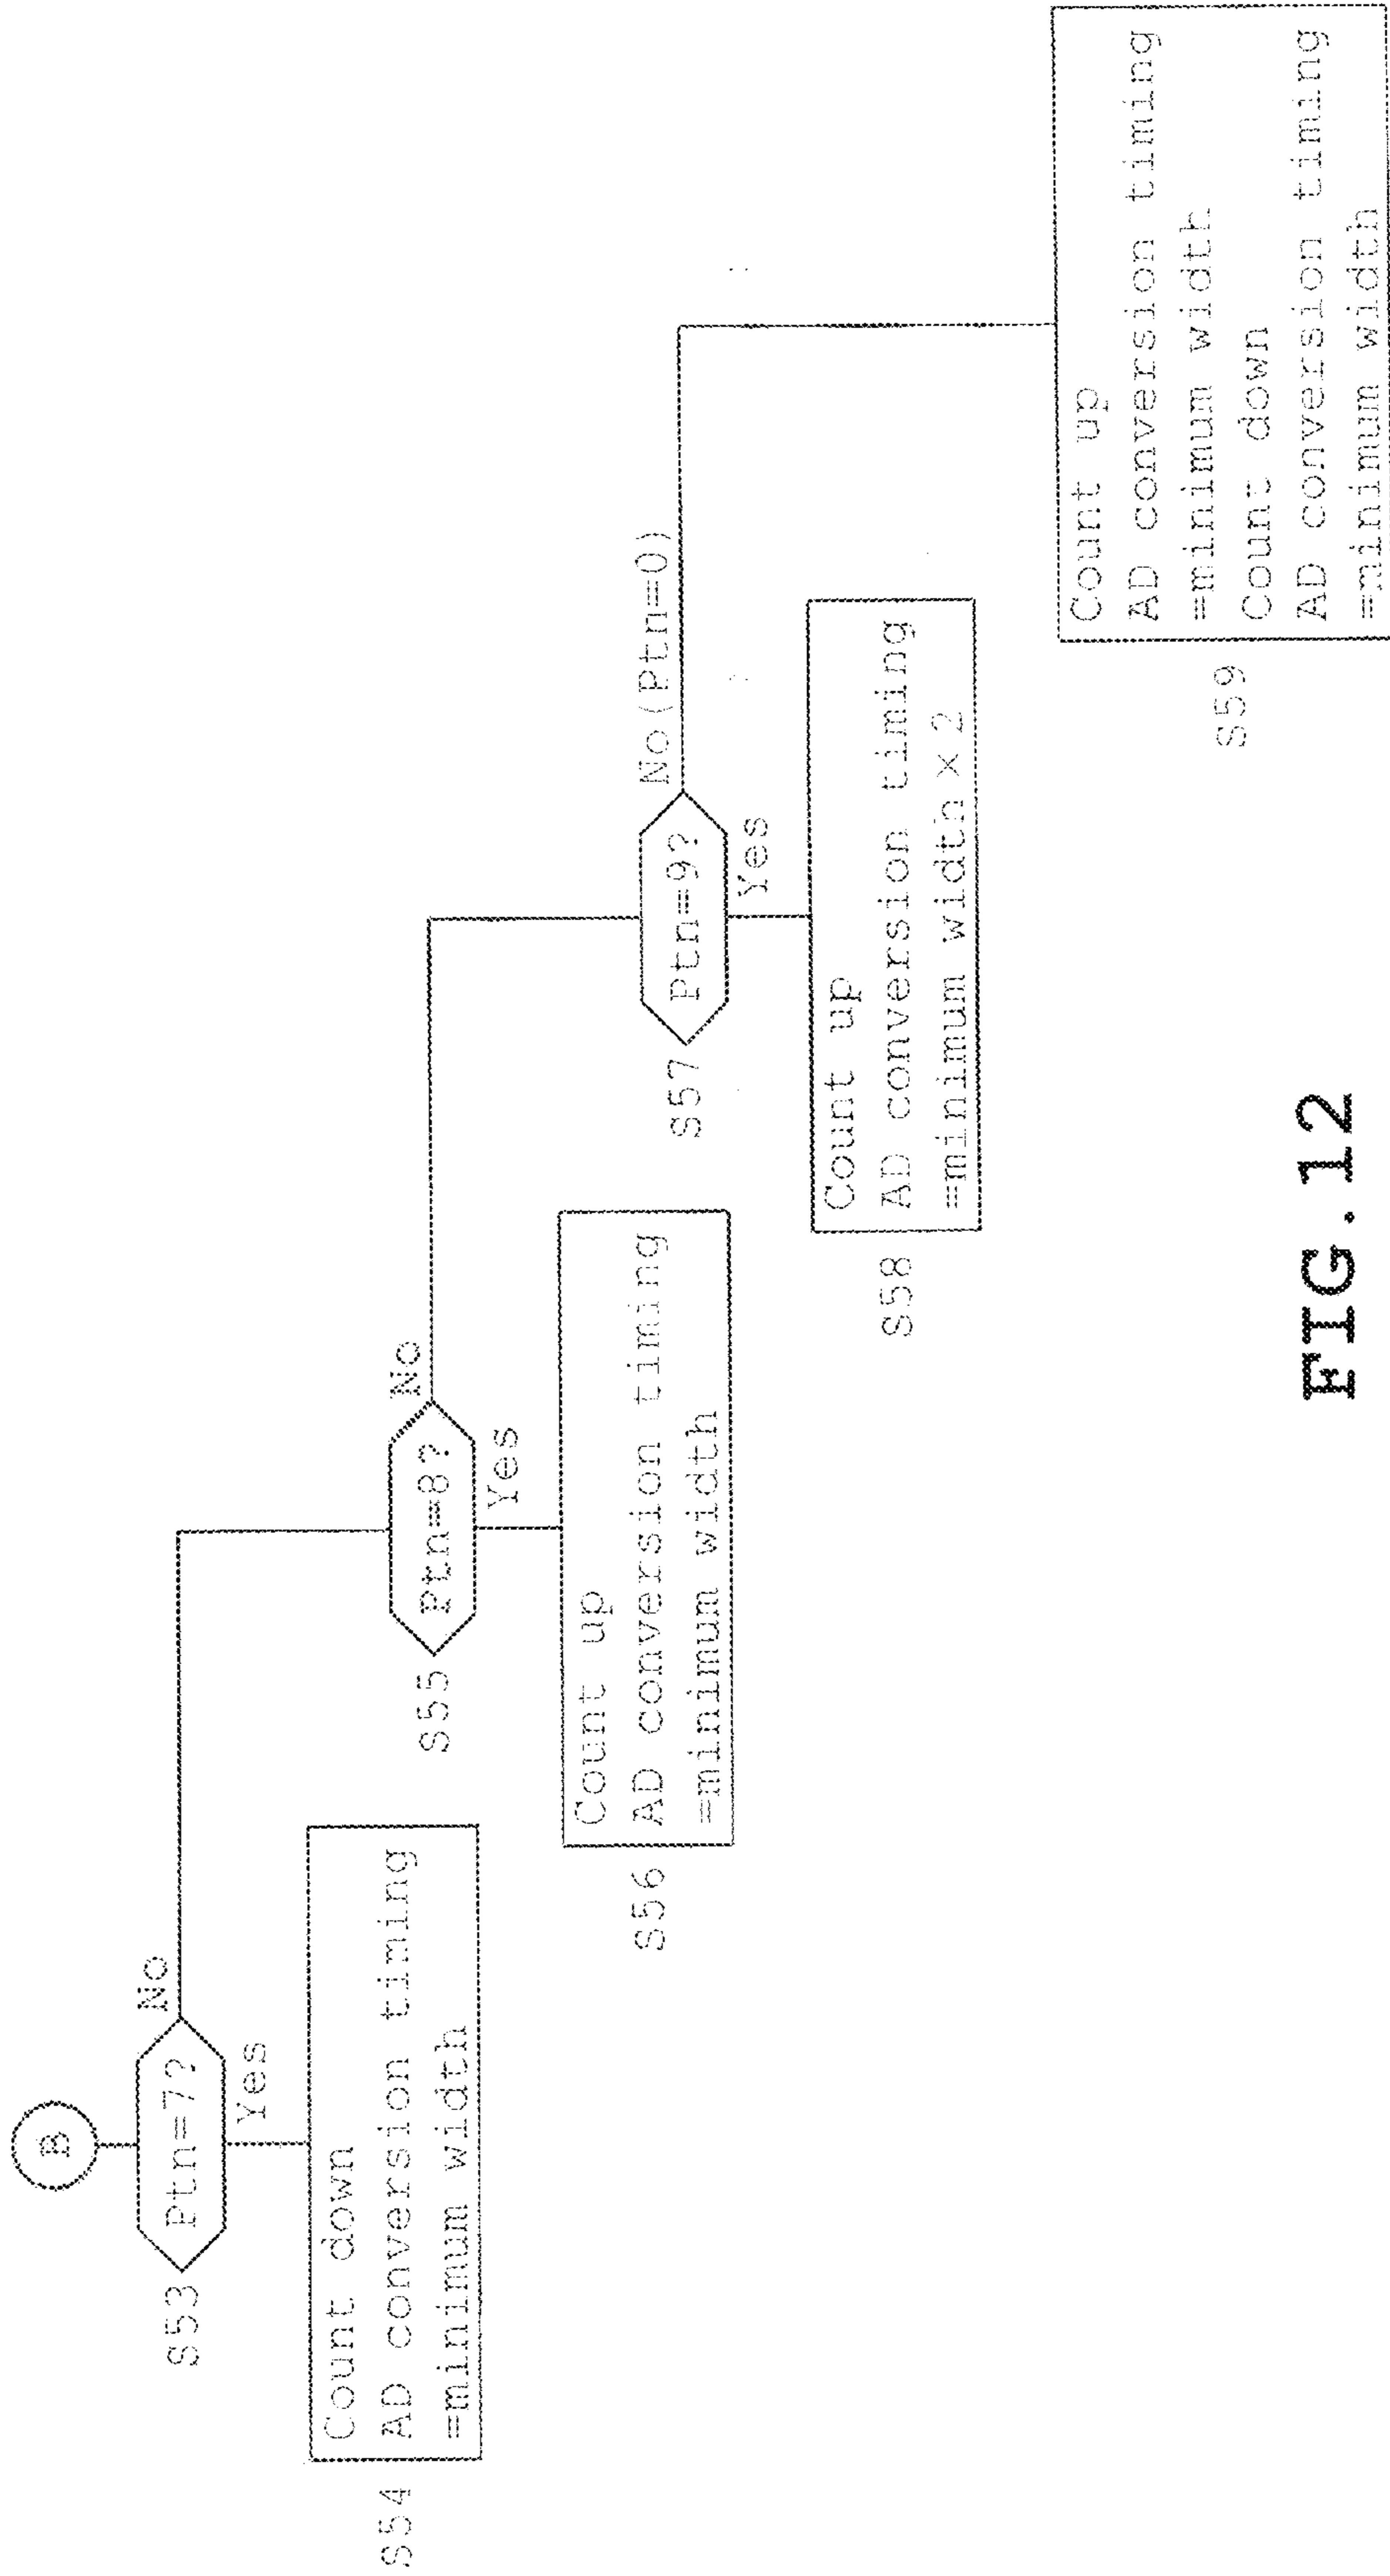 B
S53
Ptn=7?
No
Yes
S54
Count down
AD conversion timing
=minimum width
S55
Ptn=8?
No
Yes
S56
Count up
AD conversion timing
=minimum width
S57
Ptn=9?
No(Ptn=0)
Yes
S58
Count up
AD conversion timing
=minimum width×2
S59
Count up
AD conversion timing
=minimum width
Count down
AD conversion timing
=minimum width
FIG.12